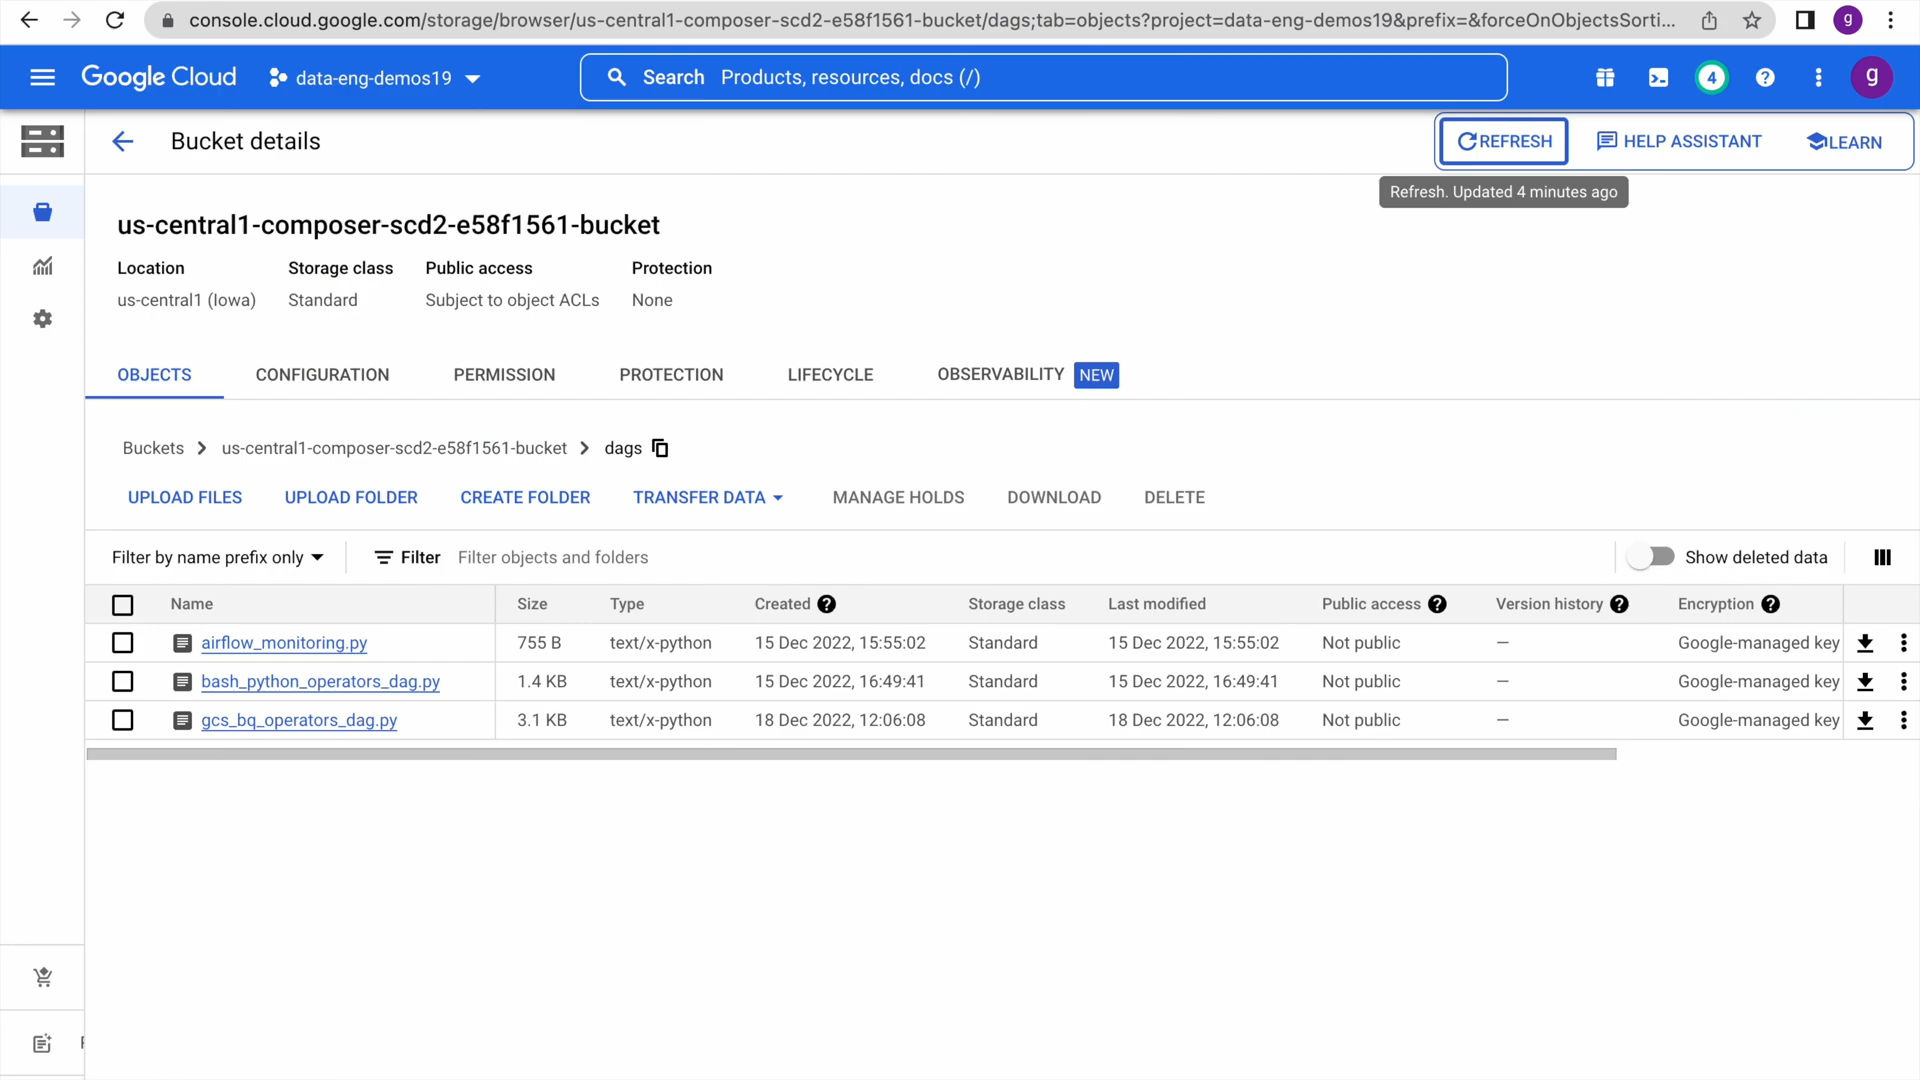 console.cloud.google.com/storage/browser/us-central1-composer-scd2-e58f1561-bucket/dags;tab=objects?project=data-eng-demos19&prefix=&forceOnObjectsSorti...
g
Google Cloud
data-eng-demos19
Search Products, resources, docs (/)
4
g
Bucket details
REFRESH
HELP ASSISTANT
LEARN
Refresh. Updated 4 minutes ago
us-central1-composer-scd2-e58f1561-bucket
Location Storage class Public access Protection
us-central1 (Iowa) Standard Subject to object ACLs None
OBJECTS CONFIGURATION PERMISSION PROTECTION LIFECYCLE OBSERVABILITY NEW
Buckets > us-central1-composer-scd2-e58f1561-bucket > dags
UPLOAD FILES UPLOAD FOLDER CREATE FOLDER TRANSFER DATA MANAGE HOLDS DOWNLOAD DELETE
Filter by name prefix only Filter Filter objects and folders Show deleted data
Name Size Type Created Storage class Last modified Public access Version history Encryption
airflow_monitoring.py 755 B text/x-python 15 Dec 2022, 15:55:02 Standard 15 Dec 2022, 15:55:02 Not public — Google-managed key
bash_python_operators_dag.py 1.4 KB text/x-python 15 Dec 2022, 16:49:41 Standard 15 Dec 2022, 16:49:41 Not public — Google-managed key
gcs_bq_operators_dag.py 3.1 KB text/x-python 18 Dec 2022, 12:06:08 Standard 18 Dec 2022, 12:06:08 Not public — Google-managed key